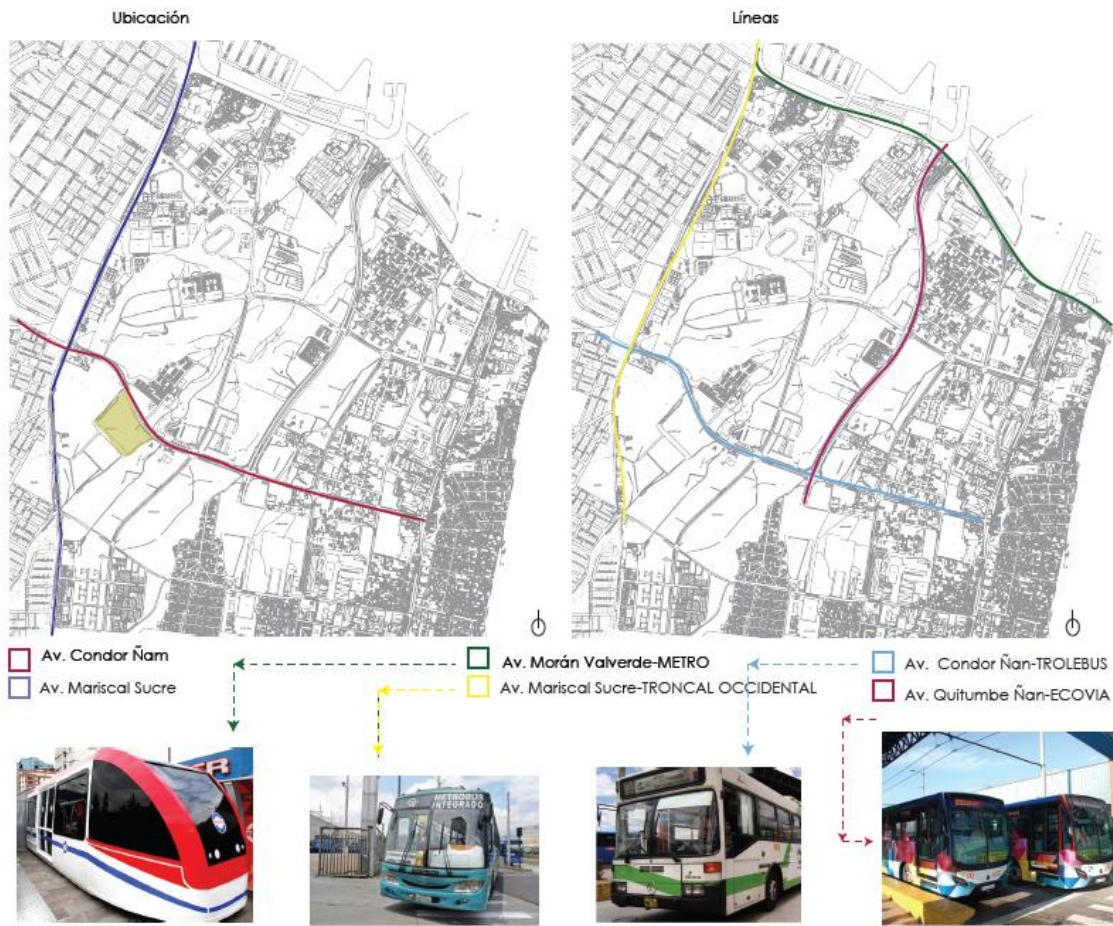 Ubicación
Líneas
Av. Condor Ñam
Av. Mariscal Sucre
Av. Morán Valverde-METRO
Av. Mariscal Sucre-TRONCAL OCCIDENTAL
Av. Condor Ñan-TROLEBUS
Av. Quitumbe Ñan-ECOVIA
METROBUS
INTEGRADO